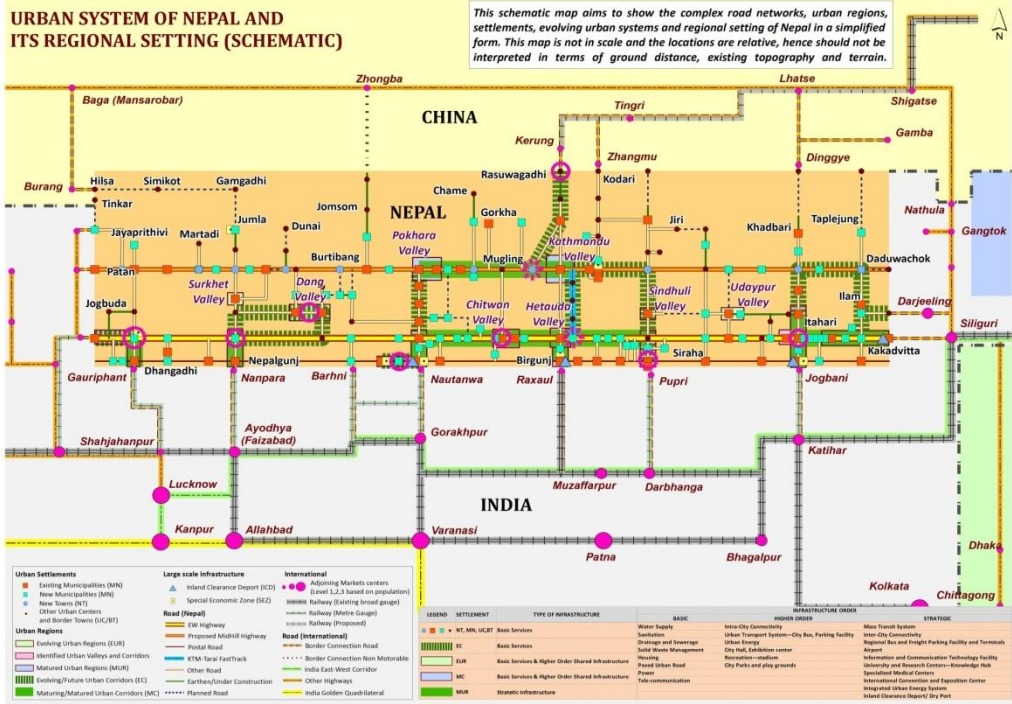 URBAN SYSTEM OF NEPAL AND
ITS REGIONAL SETTING (SCHEMATIC)
This schematic map aims to show the complex road networks, urban regions,
settlements, evolving urban systems and regional setting of Nepal in a simplified
form. This map is not in scale and the locations are relative, hence should not be
interpreted in terms of ground distance, existing topography and terrain.
N
Zhongba
Lhatse
Baga (Mansarobar)
Shigatse
Tingri
CHINA
Gamba
Kerung
Zhangmu
Dinggye
Burang
Hilsa
Simikot
Gamgadhi
Rasuwagadhi
Kodari
Tinkar
Chame
Jomsom
Nathula
NEPAL
Gorkha
Jumla
Jiri
Khadbari
Taplejung
Gangtok
Jayaprithivi
Martadi
Dunai
Pokhara
Valley
Kathmandu
Valley
Burtibang
Mugling
Daduwachok
Patan
Surkhet
Valley
Dang
Valley
Sindhuli
Valley
Udaypur
Valley
Ilam
Jogbuda
Chitwan
Valley
Hetauda
Valley
Darjeeling
Itahari
Siliguri
Kakadvitta
Dhangadhi
Nepalgunj
Birgunj
Siraha
Gauriphant
Nanpara
Barhni
Nautanwa
Raxaul
Pupri
Jogbani
Shahjahanpur
Ayodhya
(Faizabad)
Gorakhpur
Katihar
Lucknow
Muzaffarpur
Darbhanga
INDIA
Kanpur
Allahbad
Varanasi
Patna
Bhagalpur
Dhaka
Kolkata
Chittagong
Urban Settlements
Existing Municipalities (MN)
New Municipalities (MN)
New Towns (NT)
Other Urban Centers
and Border Towns (UC/BT)
Urban Regions
Evolving Urban Regions (EUR)
Identified Urban Valleys and Corridors
Matured Urban Regions (MUR)
Evolving/Future Urban Corridors (EC)
Maturing/Matured Urban Corridors (MC)
Large scale infrastructure
Inland Clearance Deport (ICD)
Special Economic Zone (SEZ)
Road (Nepal)
EW Highway
Proposed MidHill Highway
Postal Road
KTM-Tarai FastTrack
Other Road
Earthen/Under Construction
Planned Road
International
Adjoining Markets centers
(Level 1,2,3 based on population)
Railway (Existing broad gauge)
Railway (Metre Gauge)
Railway (Proposed)
Road (International)
Border Connection Road
Border Connection Non Motorable
India East-West Corridor
Other Highways
India Golden Quadrilateral
LEGEND SETTLEMENT TYPE OF INFRASTRUCTURE INFRASTRUCTURE ORDER
BASIC HIGHER ORDER STRATEGIC
NT, MN, UC,BT Basic Services
EC Basic Services
EUR Basic Services & Higher Order Shared Infrastructure
MC Basic Services & Higher Order Shared Infrastructure
MUR Stratetic Infrastructure
Water Supply
Sanitation
Drainage and Sewerage
Solid Waste Management
Housing
Paved Urban Road
Power
Tele-communication
Intra-City Connectivity
Urban Transport System—City Bus, Parking Facility
Urban Energy
City Hall, Exhibition center
Recreation—stadium
City Parks and play grounds
Mass Transit System
Inter-City Connectivity
Regional Bus and Freight Parking Facility and Terminals
Airport
Information and Communication Technology Facility
University and Research Centers—Knowledge Hub
Specialized Medical Centers
International Convention and Exposition Center
Integrated Urban Energy System
Inland Clearance Deport/ Dry Port